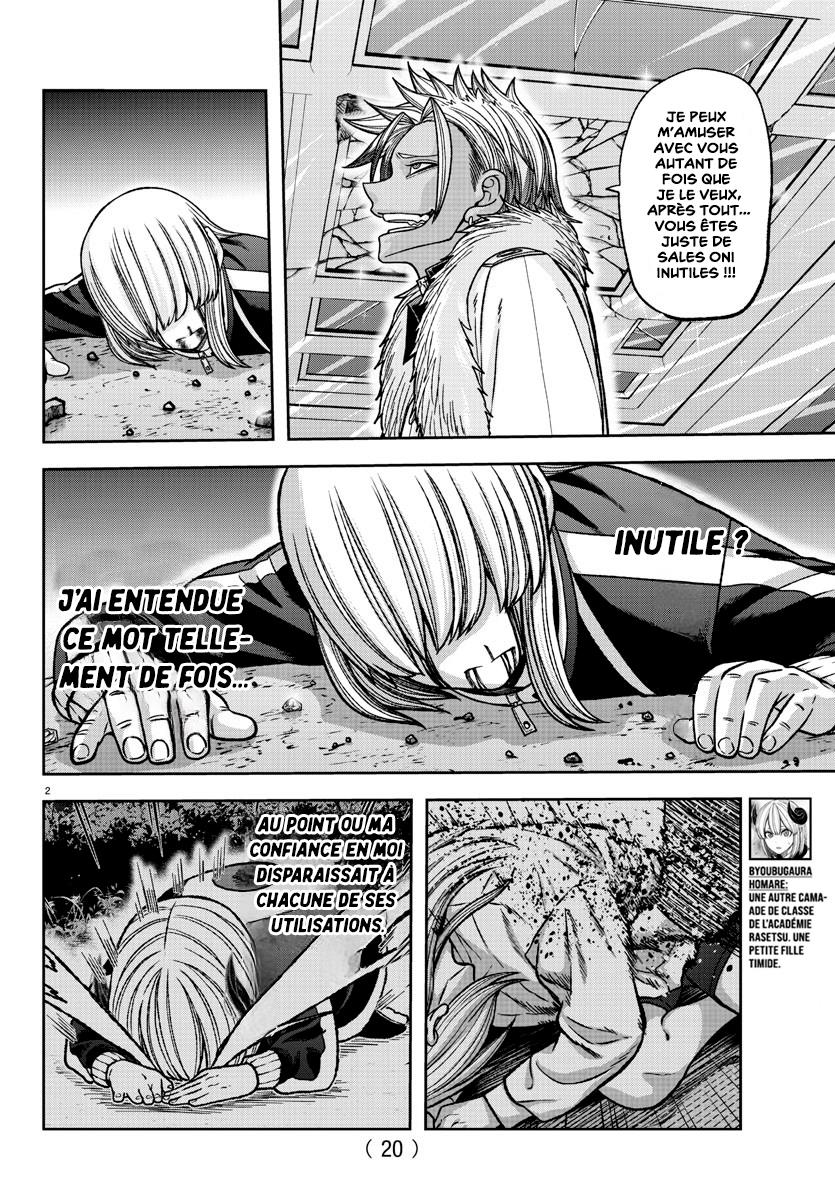 JE PEUX
M'AMUSER
AVEC VOUS
AUTANT DE
FOIS QUE
JE LE VEUX,
APRÈS TOUT...
VOUS ÊTES
JUSTE DE
SALES ONI
INUTILES !!!
INUTILE ?
J'AI ENTENDUE
CE MOT TELLE-
MENT DE FOIS...
2
BYOUBUGAURA
HOMARE:
UNE AUTRE CAMA-
ADE DE CLASSE
DE L'ACADÉMIE
RASETSU. UNE
PETITE FILLE
TIMIDE.
AU POINT OU MA
CONFIANCE EN MOI
DISPARAISSAIT À
CHACUNE DE SES
UTILISATIONS.
( 20 )